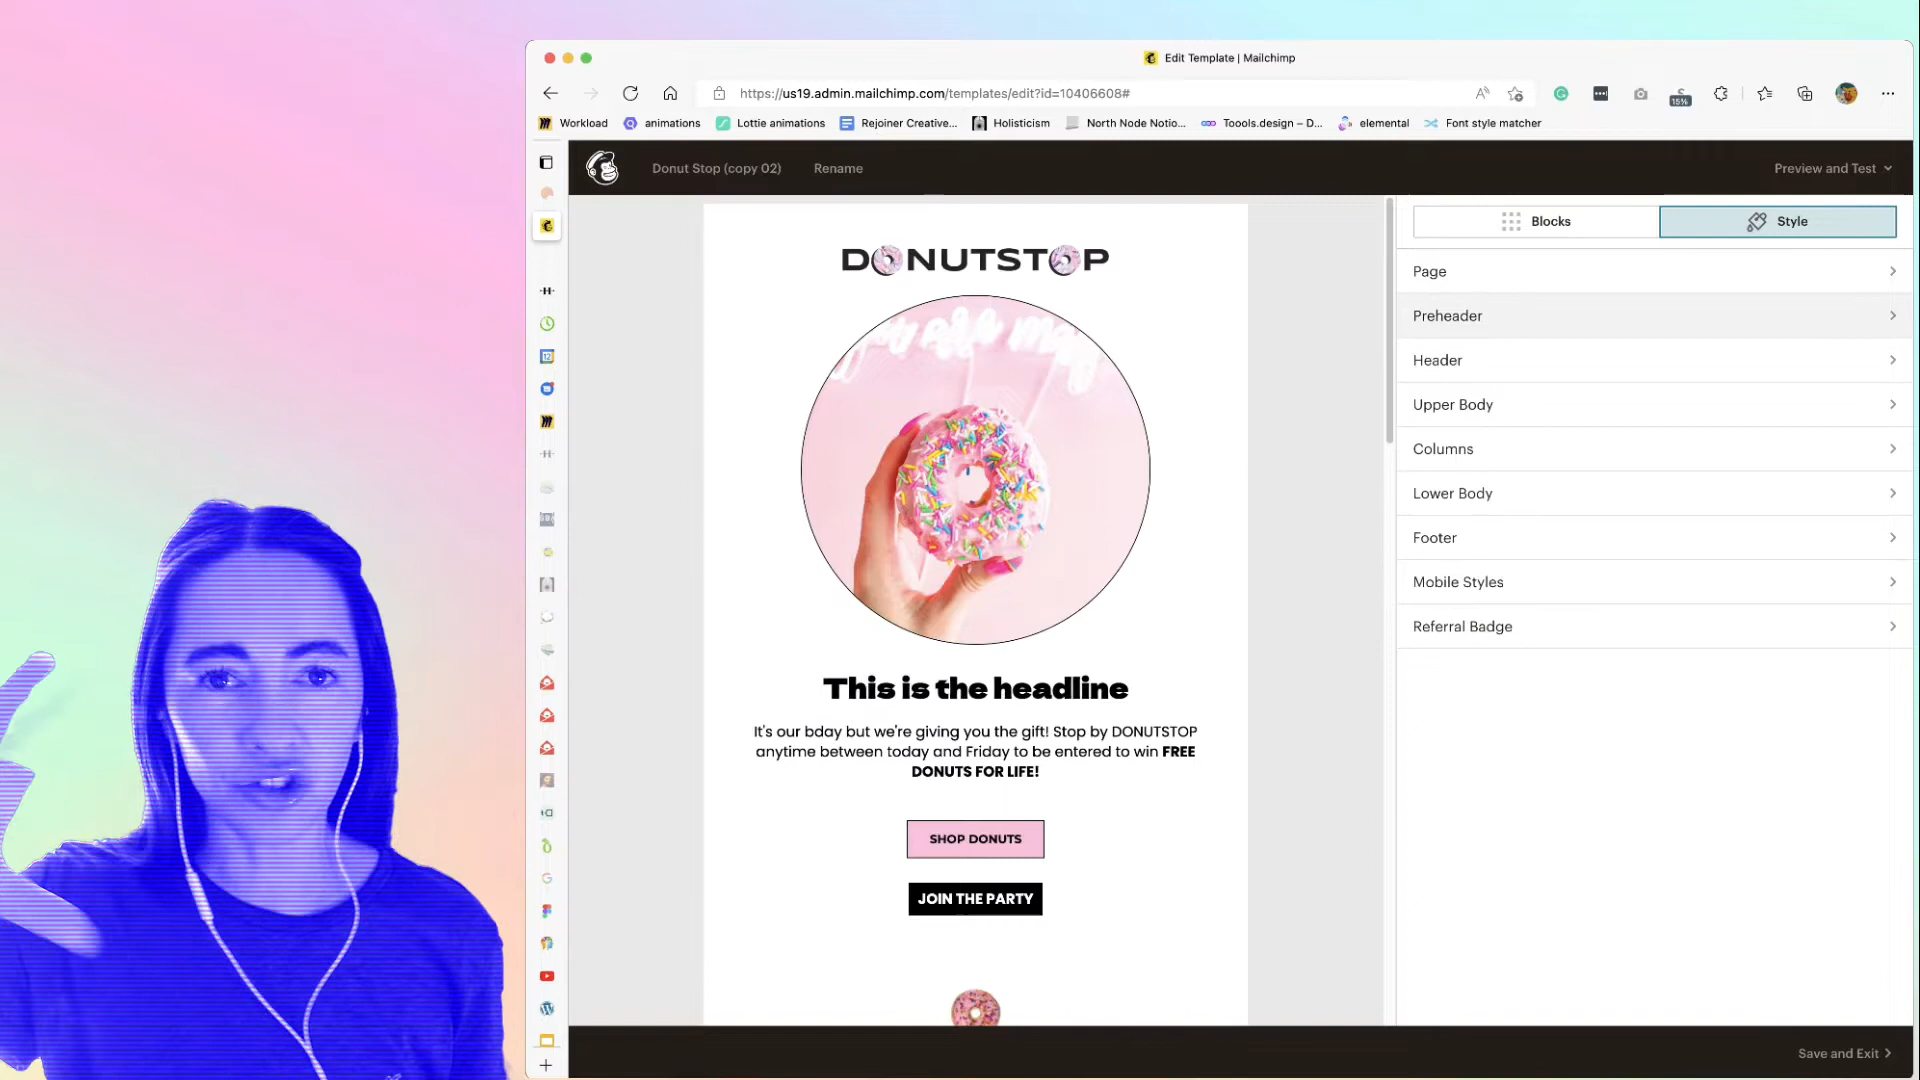 Edit Template | Mailchimp
https://us19.admin.mailchimp.com/templates/edit?id=10406608#
15%
Workload
animations
Lottie animations
Rejoiner Creative...
Holisticism
North Node Notio...
Toools.design – D...
elemental
Font style matcher
Donut Stop (copy 02)
Rename
Preview and Test
Blocks
Style
Page
Preheader
Header
Upper Body
Columns
Lower Body
Footer
Mobile Styles
Referral Badge
DONUTSTOP
This is the headline
It's our bday but we're giving you the gift! Stop by DONUTSTOP
anytime between today and Friday to be entered to win FREE
DONUTS FOR LIFE!
SHOP DONUTS
JOIN THE PARTY
Save and Exit